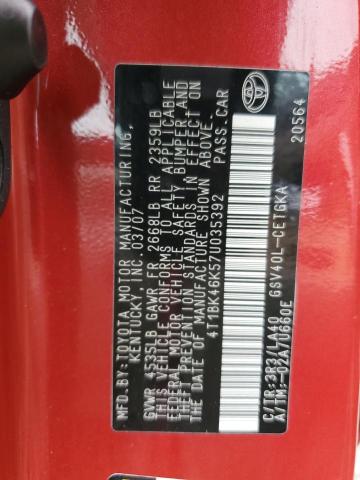 MFD. BY: TOYOTA MOTOR MANUFACTURING,
KENTUCKY, INC. 03/07
GVWR 4535LB GAWR FR 2668LB RR 2359LB
THIS VEHICLE CONFORMS TO ALL APPLICABLE
FEDERAL MOTOR VEHICLE SAFETY, BUMPER AND
THEFT PREVENTION STANDARDS IN EFFECT ON
THE DATE OF MANUFACTURE SHOWN ABOVE.
4T1BK46K57U035392 PASS. CAR
C/TR:3R3/LA40 GSV40L-CETGKA
A/TM:-02A/U660E 20564